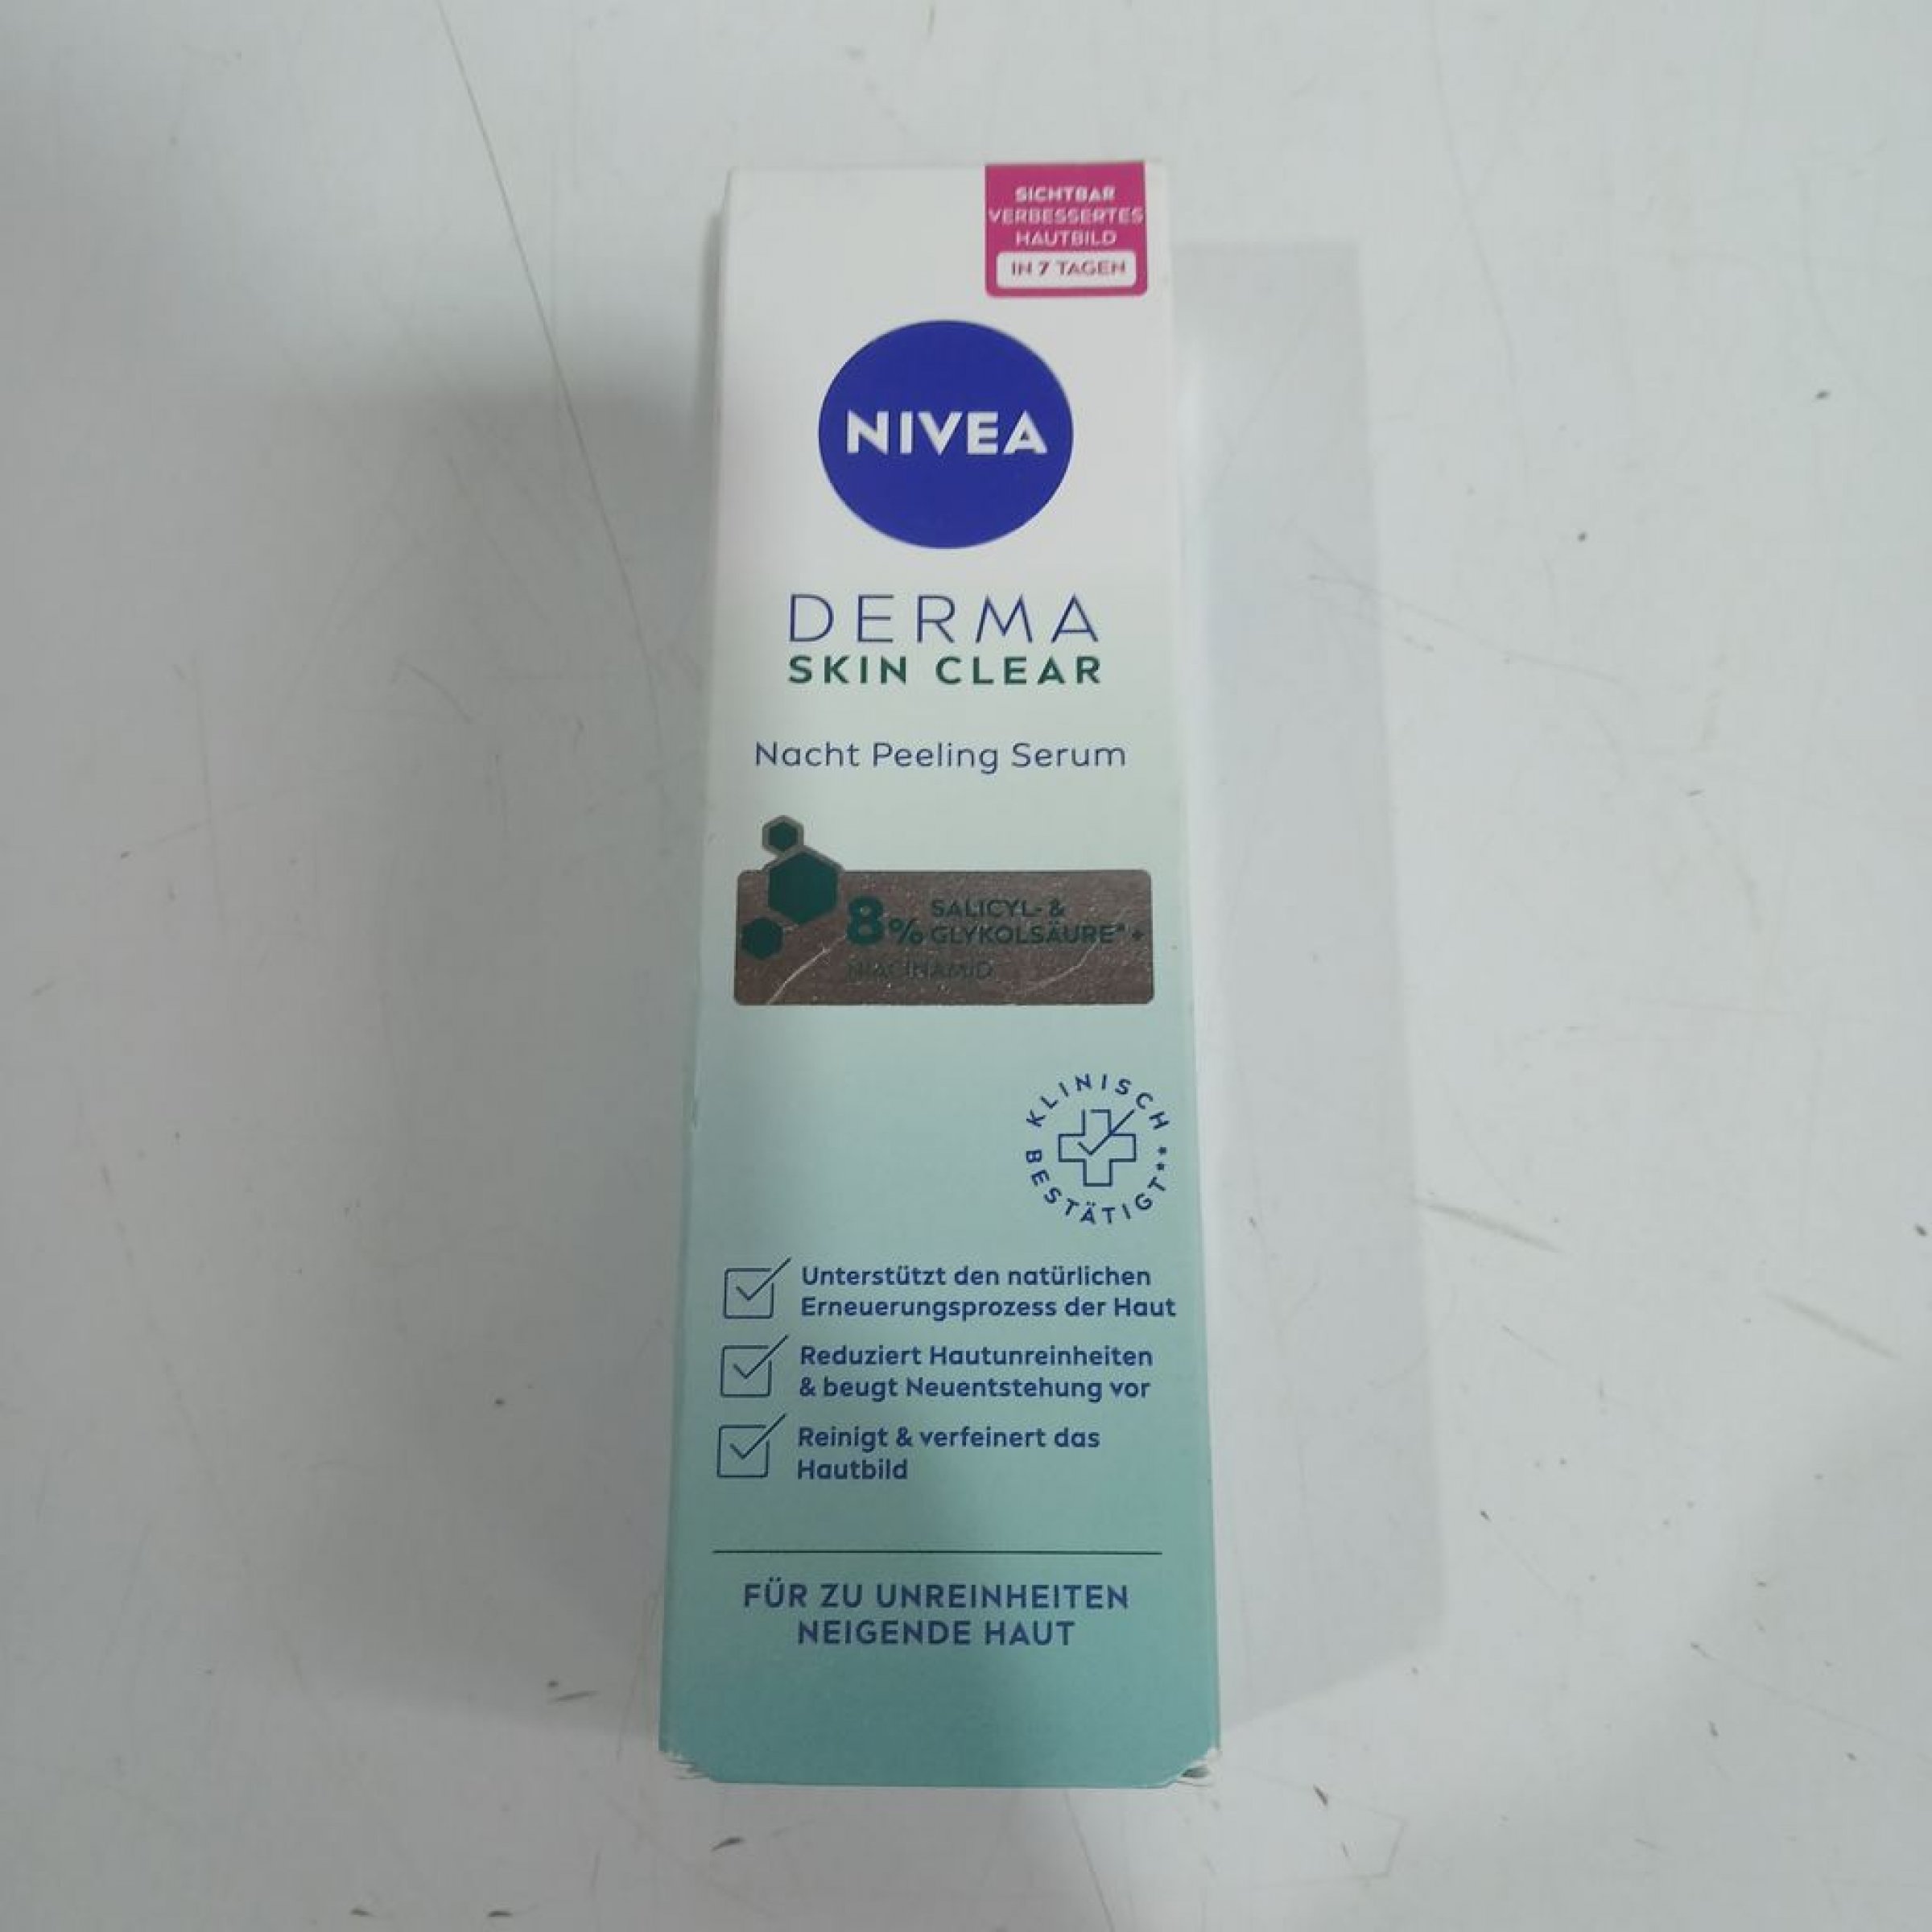 SICHTBAR
VERBESSERTES
HAUTBILD
IN 7 TAGEN
NIVEA
DERMA
SKIN CLEAR
Nacht Peeling Serum
8% SALICYL- &
GLYKOLSÄURE* +
NIACINAMID
KLINISCH
BESTÄTIGT**
Unterstützt den natürlichen
Erneuerungsprozess der Haut
Reduziert Hautunreinheiten
& beugt Neuentstehung vor
Reinigt & verfeinert das
Hautbild
FÜR ZU UNREINHEITEN
NEIGENDE HAUT